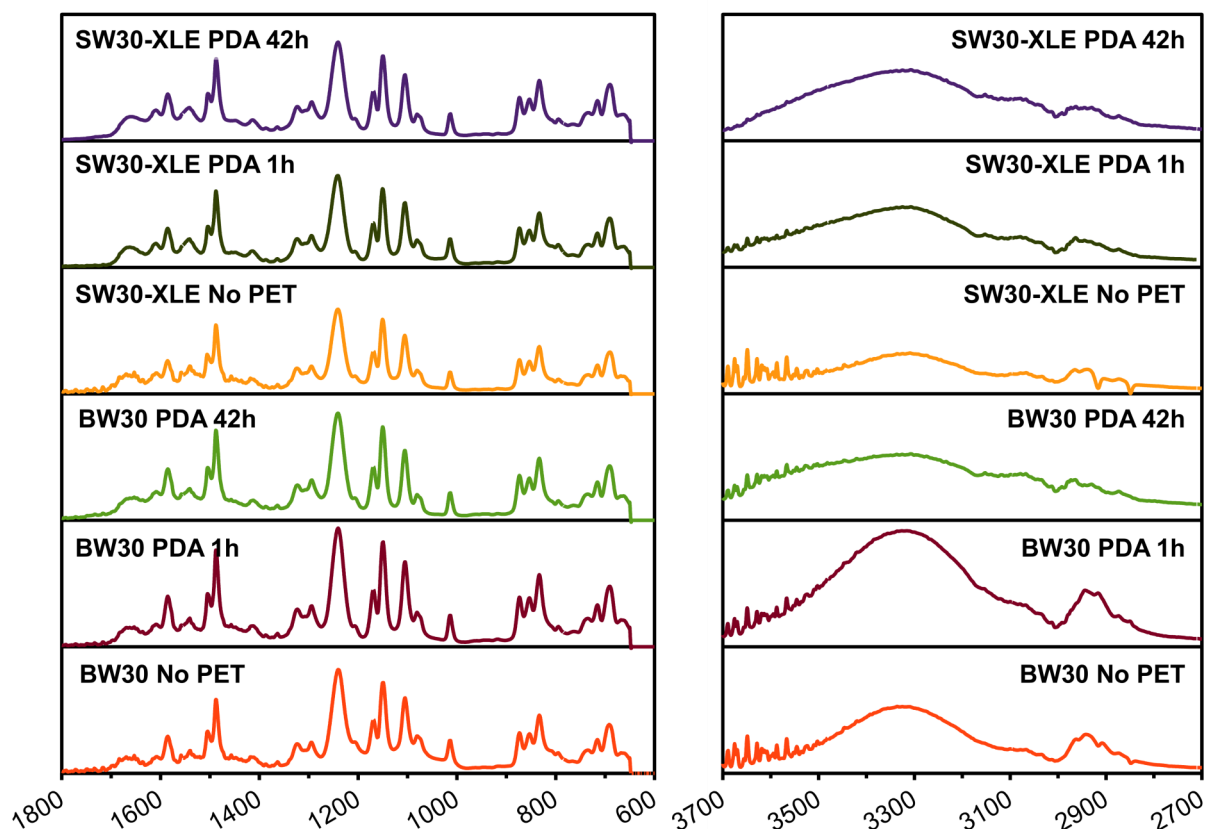 SW30-XLE PDA 42h
SW30-XLE PDA 1h
SW30-XLE No PET
BW30 PDA 42h
BW30 PDA 1h
BW30 No PET
1800 1600 1400 1200 1000 800 600
SW30-XLE PDA 42h
SW30-XLE PDA 1h
SW30-XLE No PET
BW30 PDA 42h
BW30 PDA 1h
BW30 No PET
3700 3500 3300 3100 2900 2700